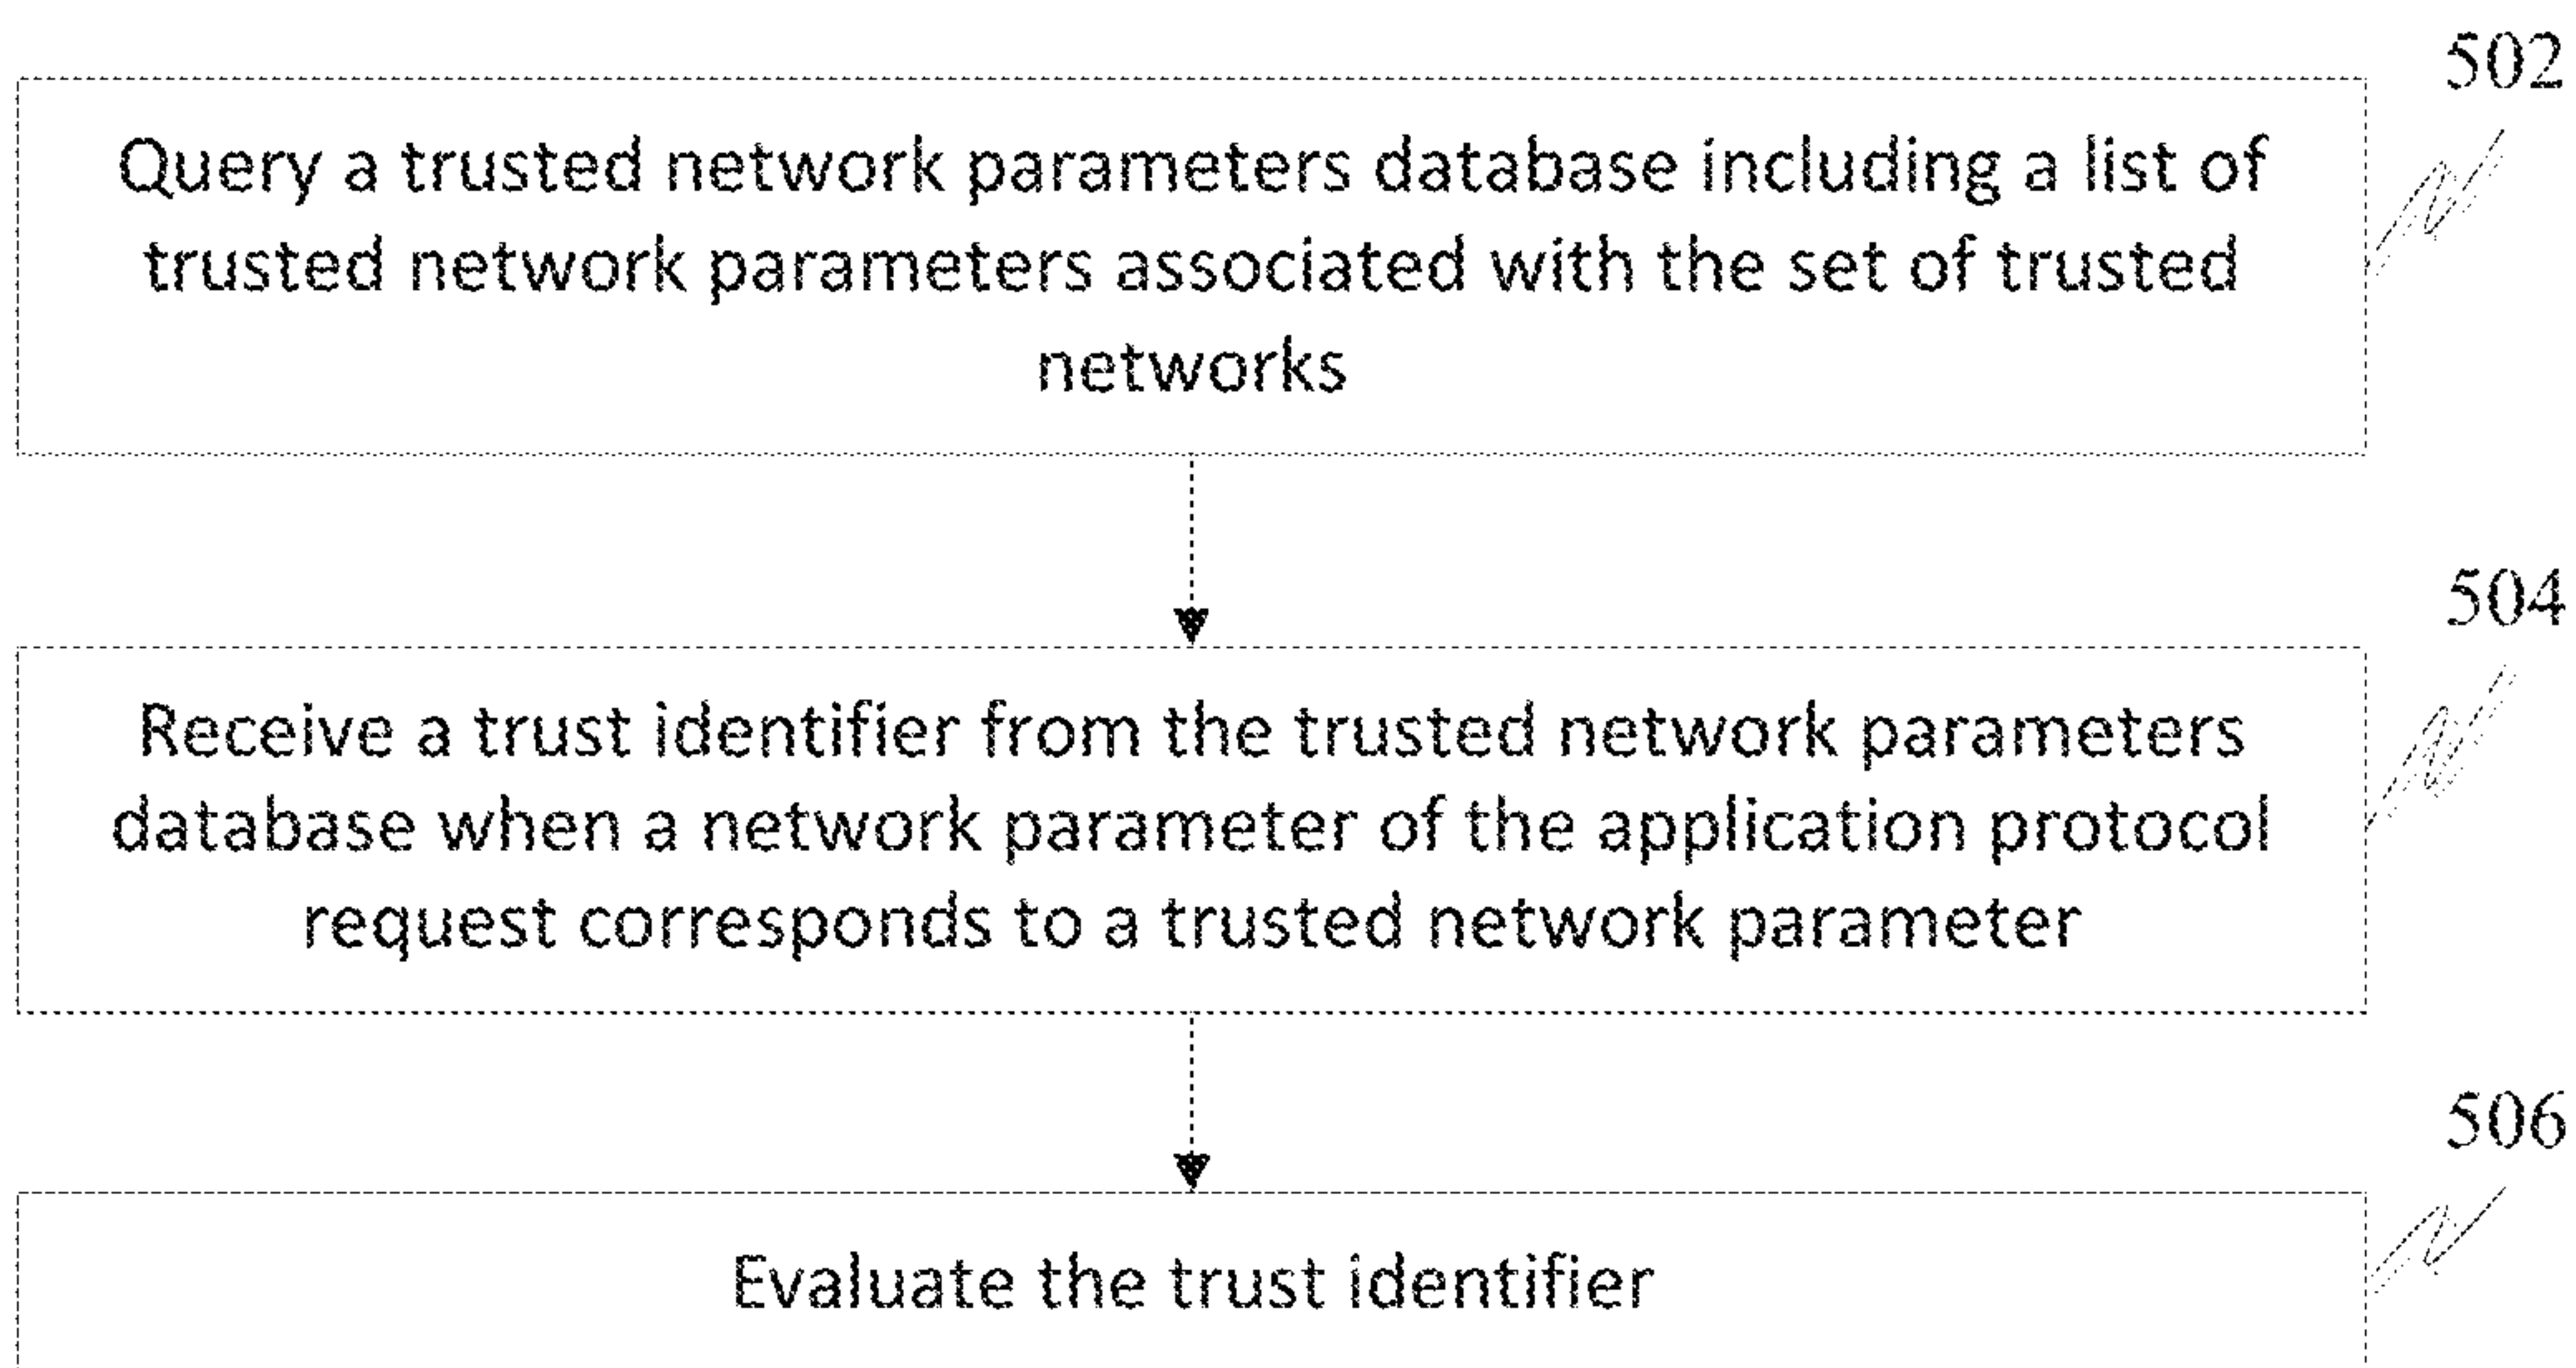 502
Query a trusted network parameters database including a list of
trusted network parameters associated with the set of trusted
networks
504
Receive a trust identifier from the trusted network parameters
database when a network parameter of the application protocol
request corresponds to a trusted network parameter
506
Evaluate the trust identifier